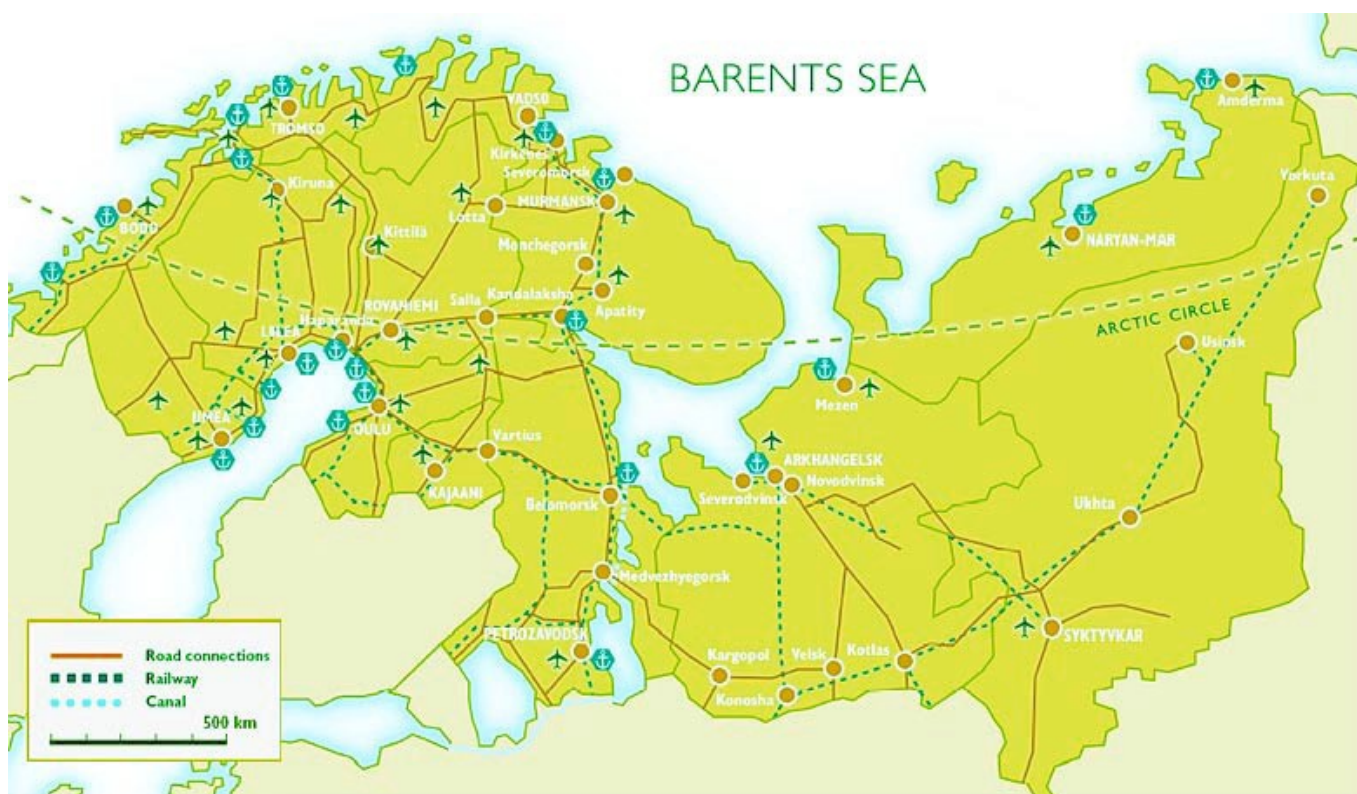 BARENTS SEA
VADSØ
Amderma
TROMSØ
Kirkenes
Severomorsk
Vorkuta
Kiruna
Lotta
MURMANSK
BODØ
Kittilä
NARYAN-MAR
Monchegorsk
ROVANIEMI
Salla
Kandalaksha
Apatity
ARCTIC CIRCLE
Haparanda
LULEÅ
Usinsk
Mezen
UMEÅ
OULU
Vartius
ARKHANGELSK
KAJAANI
Severodvinsk
Novodvinsk
Belomorsk
Ukhta
Medvezhyegorsk
PETROZAVODSK
SYKTYVKAR
Kargopol
Velsk
Kotlas
Konosha
Road connections
Railway
Canal
500 km